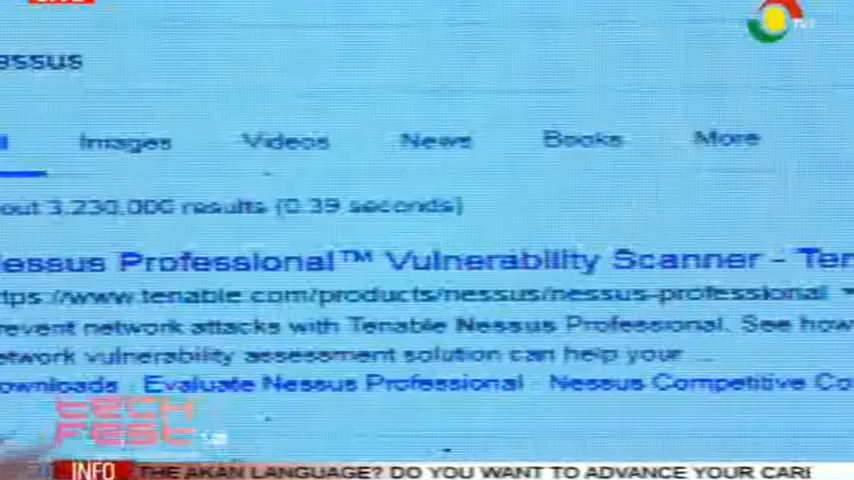 LIVE
essus
Images Videos News Books More
out 3,230,000 results (0.39 seconds)
essus Professional™ Vulnerability Scanner - Ten
tps://www.tenable.com/products/nessus/nessus-professional
revent network attacks with Tenable Nessus Professional. See how
etwork vulnerability assessment solution can help your ...
ownloads · Evaluate Nessus Professional · Nessus Competitive Co
tECH
FESt 18
INFO THE AKAN LANGUAGE? DO YOU WANT TO ADVANCE YOUR CARE